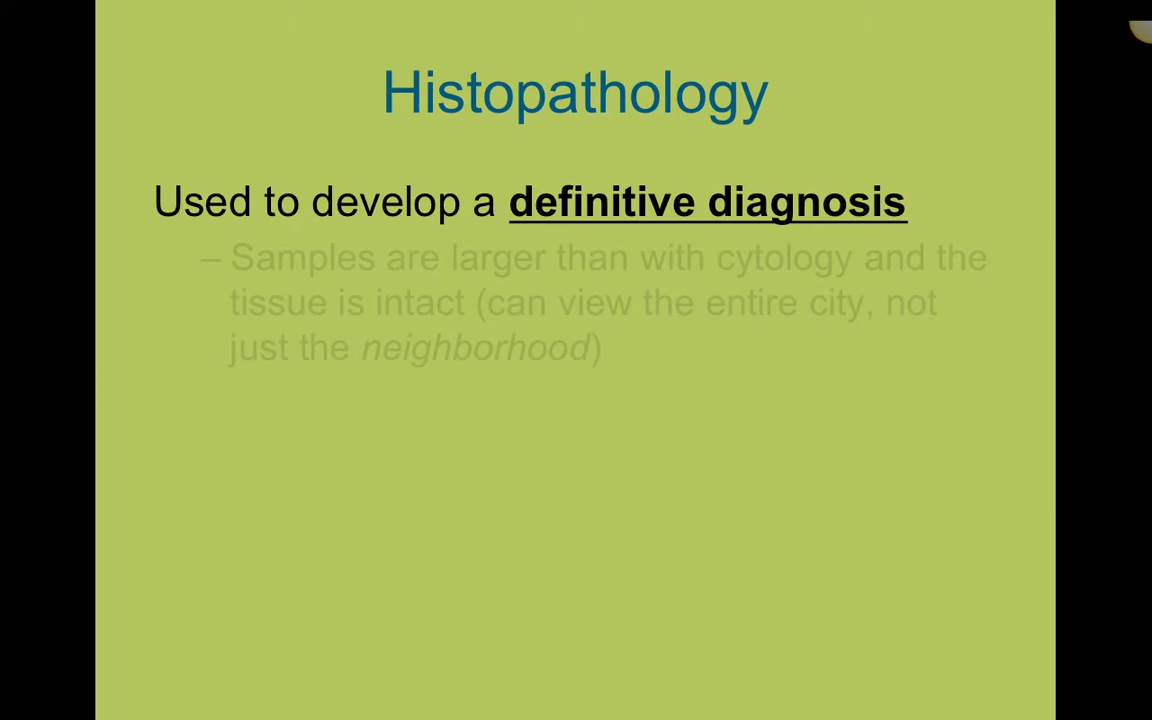 Histopathology
Used to develop a definitive diagnosis
– Samples are larger than with cytology and the
tissue is intact (can view the entire city, not
just the neighborhood)